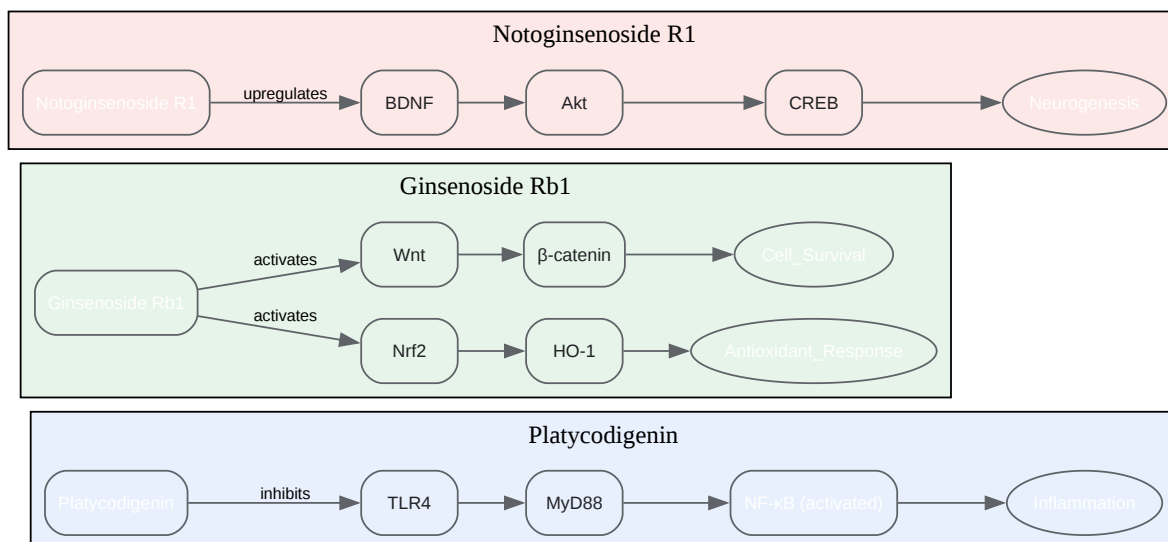 Notoginsenoside R1
Notoginsenoside R1
upregulates
BDNF
Akt
CREB
Neurogenesis
Ginsenoside Rb1
Ginsenoside Rb1
activates
Wnt
β-catenin
Cell_Survival
activates
Nrf2
HO-1
Antioxidant_Response
Platycodigenin
Platycodigenin
inhibits
TLR4
MyD88
NF-κB (activated)
Inflammation